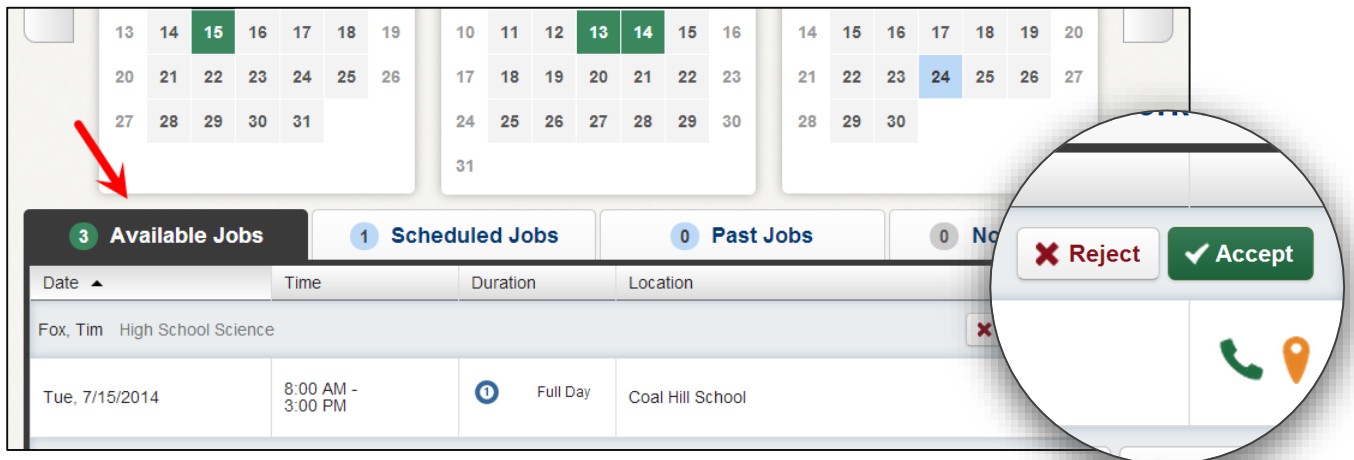 13 14 15 16 17 18 19 10 11 12 13 14 15 16 14 15 16 17 18 19 20
20 21 22 23 24 25 26 17 18 19 20 21 22 23 21 22 23 24 25 26 27
27 28 29 30 31 24 25 26 27 28 29 30 28 29 30
31
3 Available Jobs 1 Scheduled Jobs 0 Past Jobs 0
Reject Accept
Date Time Duration Location
Fox, Tim High School Science
Tue, 7/15/2014 8:00 AM - 1 Full Day Coal Hill School
3:00 PM